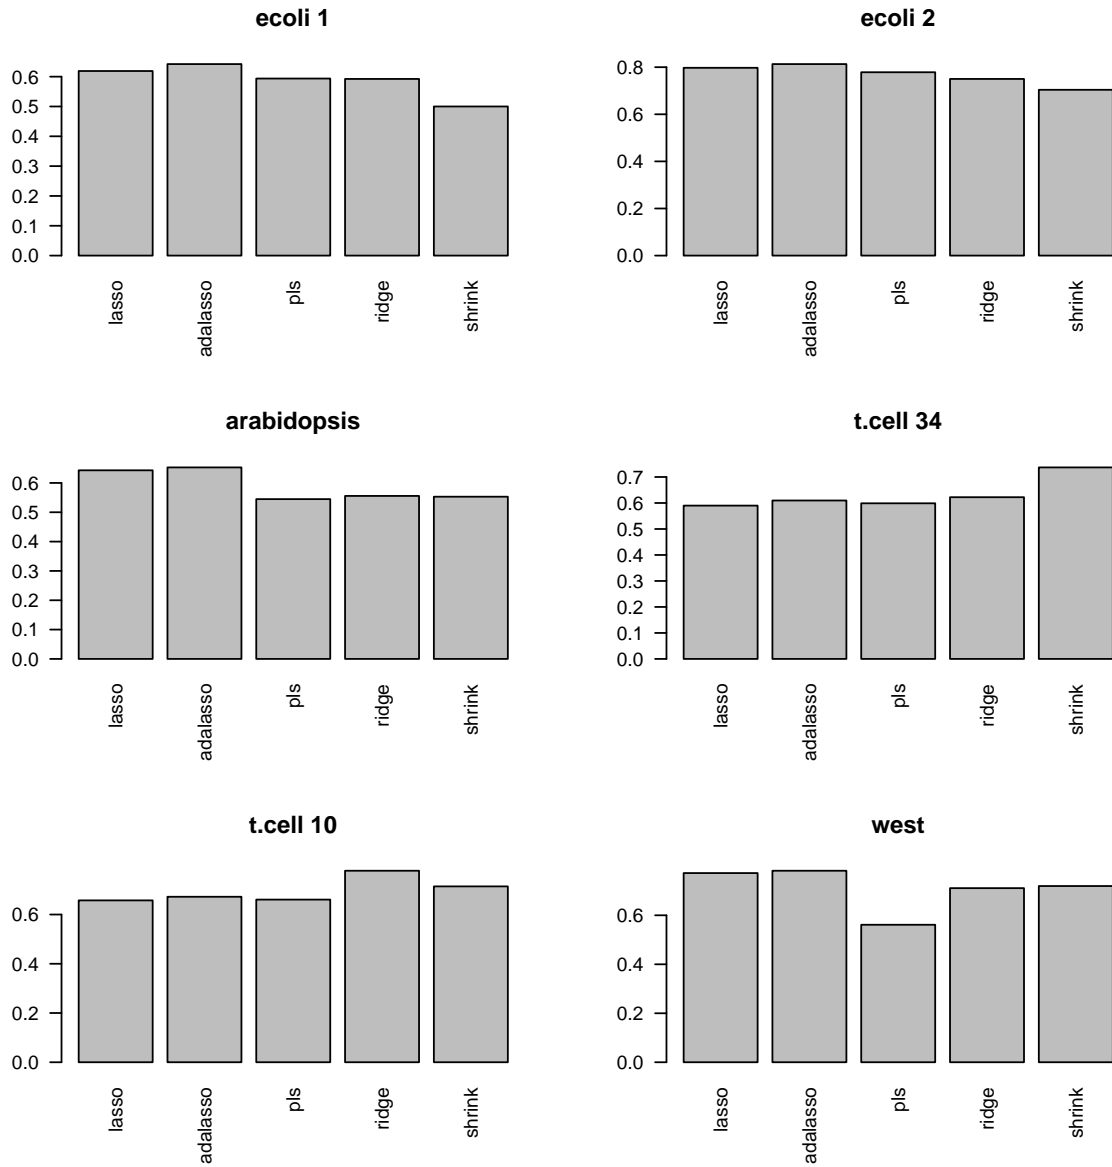 ecoli 1
0.6
0.5
0.4
0.3
0.2
0.1
0.0
lasso
adalasso
pls
ridge
shrink
ecoli 2
0.8
0.6
0.4
0.2
0.0
lasso
adalasso
pls
ridge
shrink
arabidopsis
0.6
0.5
0.4
0.3
0.2
0.1
0.0
lasso
adalasso
pls
ridge
shrink
t.cell 34
0.7
0.6
0.5
0.4
0.3
0.2
0.1
0.0
lasso
adalasso
pls
ridge
shrink
t.cell 10
0.6
0.4
0.2
0.0
lasso
adalasso
pls
ridge
shrink
west
0.6
0.4
0.2
0.0
lasso
adalasso
pls
ridge
shrink